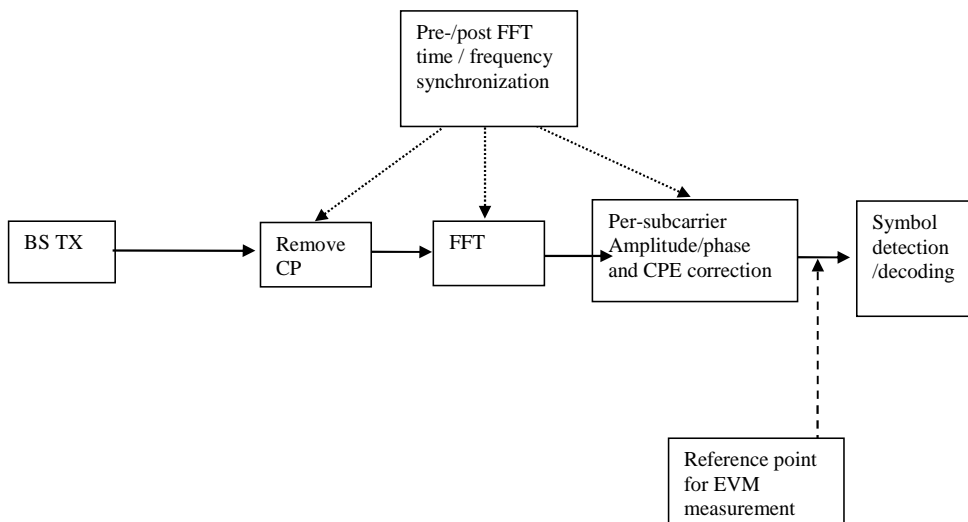 Pre-/post FFT
time / frequency
synchronization
BS TX
Remove
CP
FFT
Per-subcarrier
Amplitude/phase
and CPE correction
Symbol
detection
/decoding
Reference point
for EVM
measurement